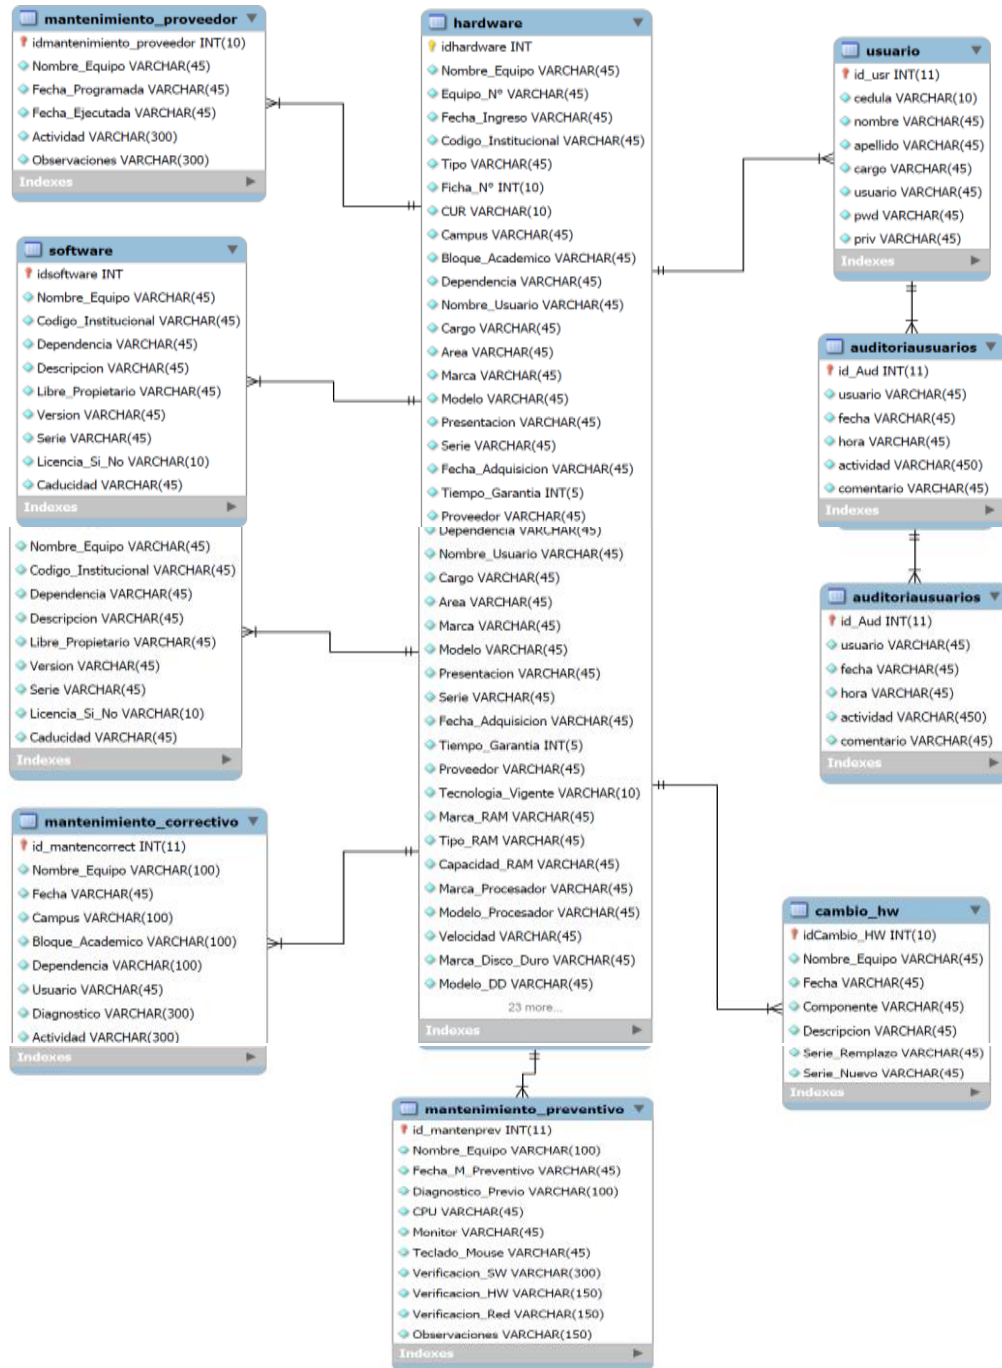 mantenimiento_proveedor
idmantenimiento_proveedor INT(10)
Nombre_Equipo VARCHAR(45)
Fecha_Programada VARCHAR(45)
Fecha_Ejecutada VARCHAR(45)
Actividad VARCHAR(300)
Observaciones VARCHAR(300)
Indexes
software
idsoftware INT
Nombre_Equipo VARCHAR(45)
Codigo_Institucional VARCHAR(45)
Dependencia VARCHAR(45)
Descripcion VARCHAR(45)
Libre_Propietario VARCHAR(45)
Version VARCHAR(45)
Serie VARCHAR(45)
Licencia_Si_No VARCHAR(10)
Caducidad VARCHAR(45)
Indexes
Nombre_Equipo VARCHAR(45)
Codigo_Institucional VARCHAR(45)
Dependencia VARCHAR(45)
Descripcion VARCHAR(45)
Libre_Propietario VARCHAR(45)
Version VARCHAR(45)
Serie VARCHAR(45)
Licencia_Si_No VARCHAR(10)
Caducidad VARCHAR(45)
Indexes
mantenimiento_correctivo
id_mantencorrect INT(11)
Nombre_Equipo VARCHAR(100)
Fecha VARCHAR(45)
Campus VARCHAR(100)
Bloque_Academico VARCHAR(100)
Dependencia VARCHAR(100)
Usuario VARCHAR(45)
Diagnostico VARCHAR(300)
Actividad VARCHAR(300)
Indexes
hardware
idhardware INT
Nombre_Equipo VARCHAR(45)
Equipo_Nº VARCHAR(45)
Fecha_Ingreso VARCHAR(45)
Codigo_Institucional VARCHAR(45)
Tipo VARCHAR(45)
Ficha_Nº INT(10)
CUR VARCHAR(10)
Campus VARCHAR(45)
Bloque_Academico VARCHAR(45)
Dependencia VARCHAR(45)
Nombre_Usuario VARCHAR(45)
Cargo VARCHAR(45)
Area VARCHAR(45)
Marca VARCHAR(45)
Modelo VARCHAR(45)
Presentacion VARCHAR(45)
Serie VARCHAR(45)
Fecha_Adquisicion VARCHAR(45)
Tiempo_Garantia INT(5)
Proveedor VARCHAR(45)
Dependencia VARCHAR(45)
Nombre_Usuario VARCHAR(45)
Cargo VARCHAR(45)
Area VARCHAR(45)
Marca VARCHAR(45)
Modelo VARCHAR(45)
Presentacion VARCHAR(45)
Serie VARCHAR(45)
Fecha_Adquisicion VARCHAR(45)
Tiempo_Garantia INT(5)
Proveedor VARCHAR(45)
Tecnologia_Vigente VARCHAR(10)
Marca_RAM VARCHAR(45)
Tipo_RAM VARCHAR(45)
Capacidad_RAM VARCHAR(45)
Marca_Procesador VARCHAR(45)
Modelo_Procesador VARCHAR(45)
Velocidad VARCHAR(45)
Marca_Disco_Duro VARCHAR(45)
Modelo_DD VARCHAR(45)
23 more...
Indexes
mantenimiento_preventivo
id_mantenprev INT(11)
Nombre_Equipo VARCHAR(100)
Fecha_M_Preventivo VARCHAR(45)
Diagnostico_Previo VARCHAR(100)
CPU VARCHAR(45)
Monitor VARCHAR(45)
Teclado_Mouse VARCHAR(45)
Verificacion_SW VARCHAR(300)
Verificacion_HW VARCHAR(150)
Verificacion_Red VARCHAR(150)
Observaciones VARCHAR(150)
Indexes
usuario
id_usr INT(11)
cedula VARCHAR(10)
nombre VARCHAR(45)
apellido VARCHAR(45)
cargo VARCHAR(45)
usuario VARCHAR(45)
pwd VARCHAR(45)
priv VARCHAR(45)
Indexes
auditoriausuarios
id_Aud INT(11)
usuario VARCHAR(45)
fecha VARCHAR(45)
hora VARCHAR(45)
actividad VARCHAR(450)
comentario VARCHAR(45)
Indexes
auditoriausuarios
id_Aud INT(11)
usuario VARCHAR(45)
fecha VARCHAR(45)
hora VARCHAR(45)
actividad VARCHAR(450)
comentario VARCHAR(45)
Indexes
cambio_hw
idCambio_HW INT(10)
Nombre_Equipo VARCHAR(45)
Fecha VARCHAR(45)
Componente VARCHAR(45)
Descripcion VARCHAR(45)
Serie_Remplazo VARCHAR(45)
Serie_Nuevo VARCHAR(45)
Indexes